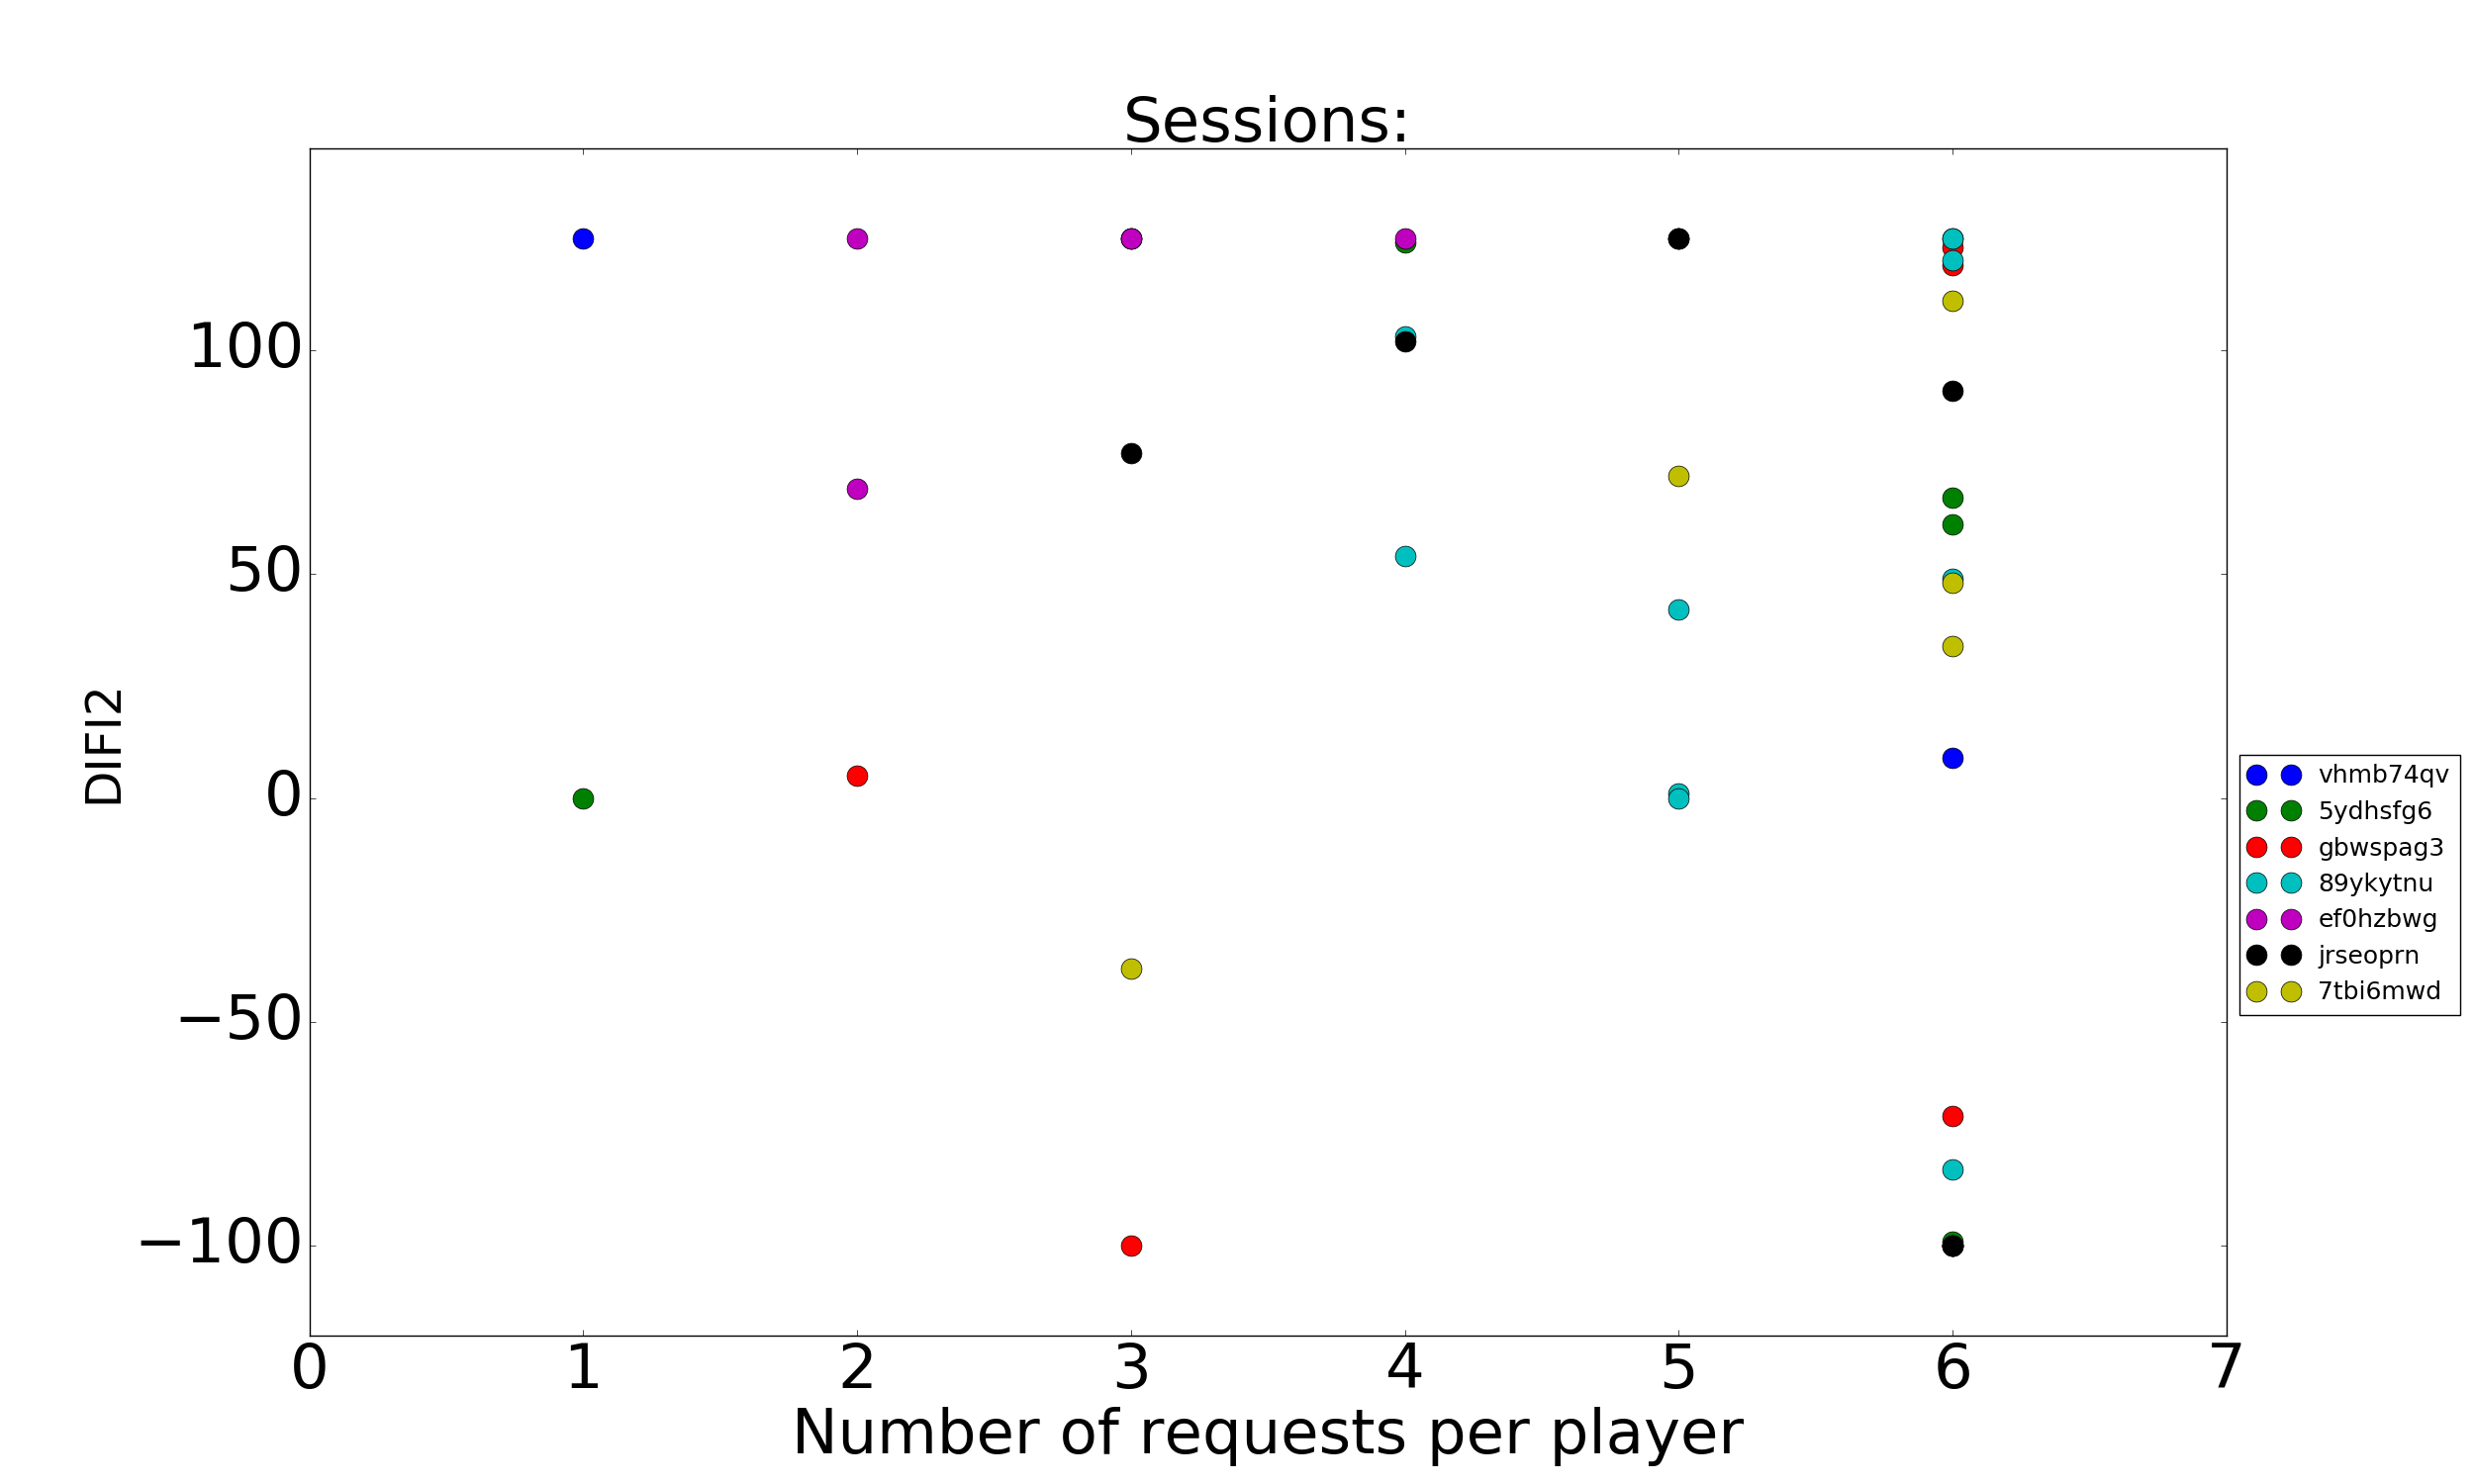 Sessions:
100
50
0
−50
−100
DIFI2
0 1 2 3 4 5 6 7
Number of requests per player
vhmb74qv
5ydhsfg6
gbwspag3
89ykytnu
ef0hzbwg
jrseoprn
7tbi6mwd